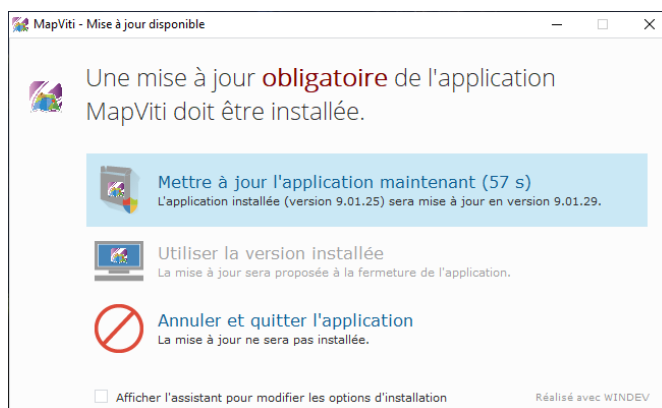 MapViti - Mise à jour disponible
Une mise à jour obligatoire de l'application
MapViti doit être installée.
Mettre à jour l'application maintenant (57 s)
L'application installée (version 9.01.25) sera mise à jour en version 9.01.29.
Utiliser la version installée
La mise à jour sera proposée à la fermeture de l'application.
Annuler et quitter l'application
La mise à jour ne sera pas installée.
Afficher l'assistant pour modifier les options d'installation
Réalisé avec WINDEV